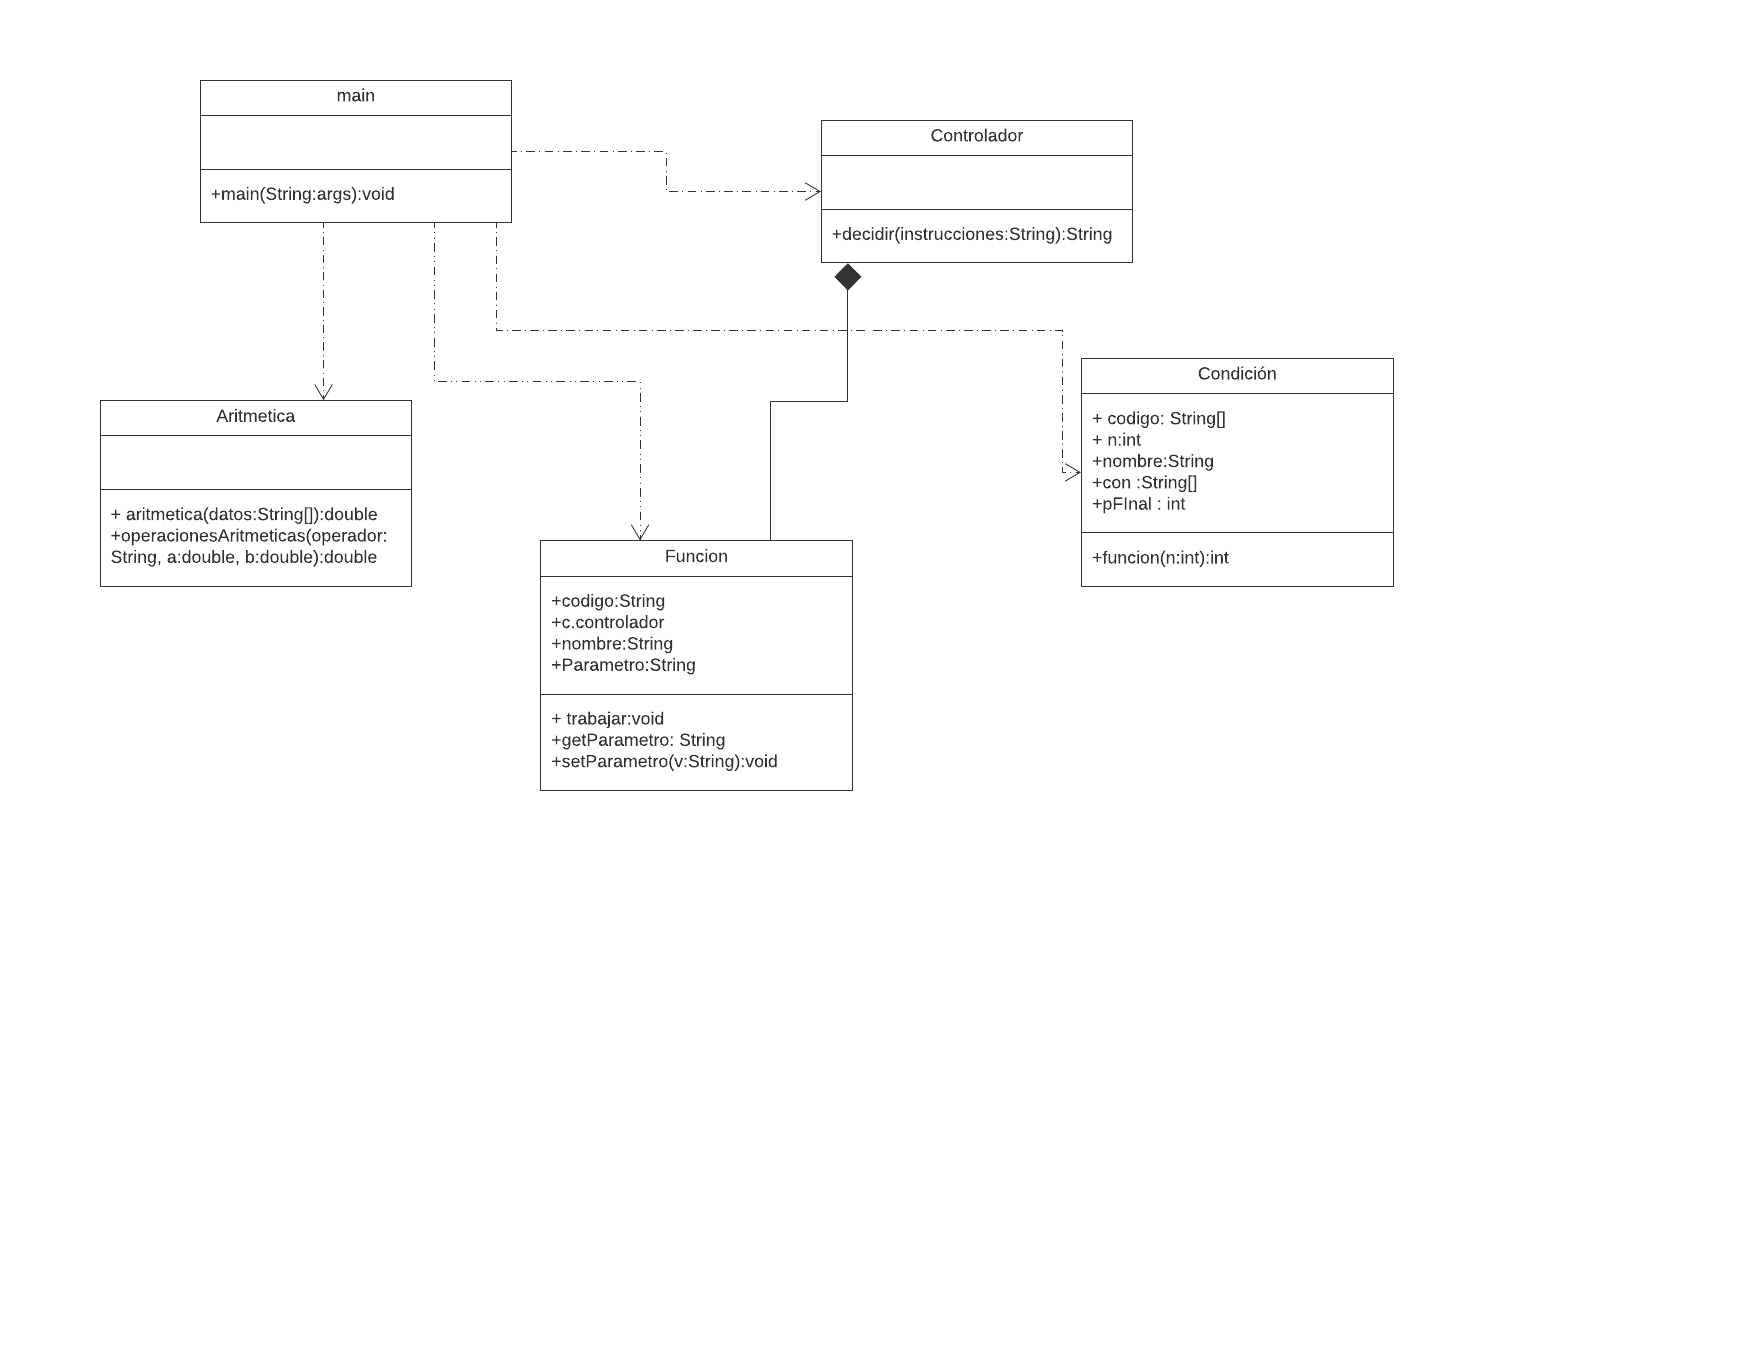 main
+main(String:args):void
Controlador
+decidir(instrucciones:String):String
Aritmetica
+ aritmetica(datos:String[]):double
+operacionesAritmeticas(operador:
String, a:double, b:double):double
Funcion
+codigo:String
+c.controlador
+nombre:String
+Parametro:String
+ trabajar:void
+getParametro: String
+setParametro(v:String):void
Condición
+ codigo: String[]
+ n:int
+nombre:String
+con :String[]
+pFInal : int
+funcion(n:int):int